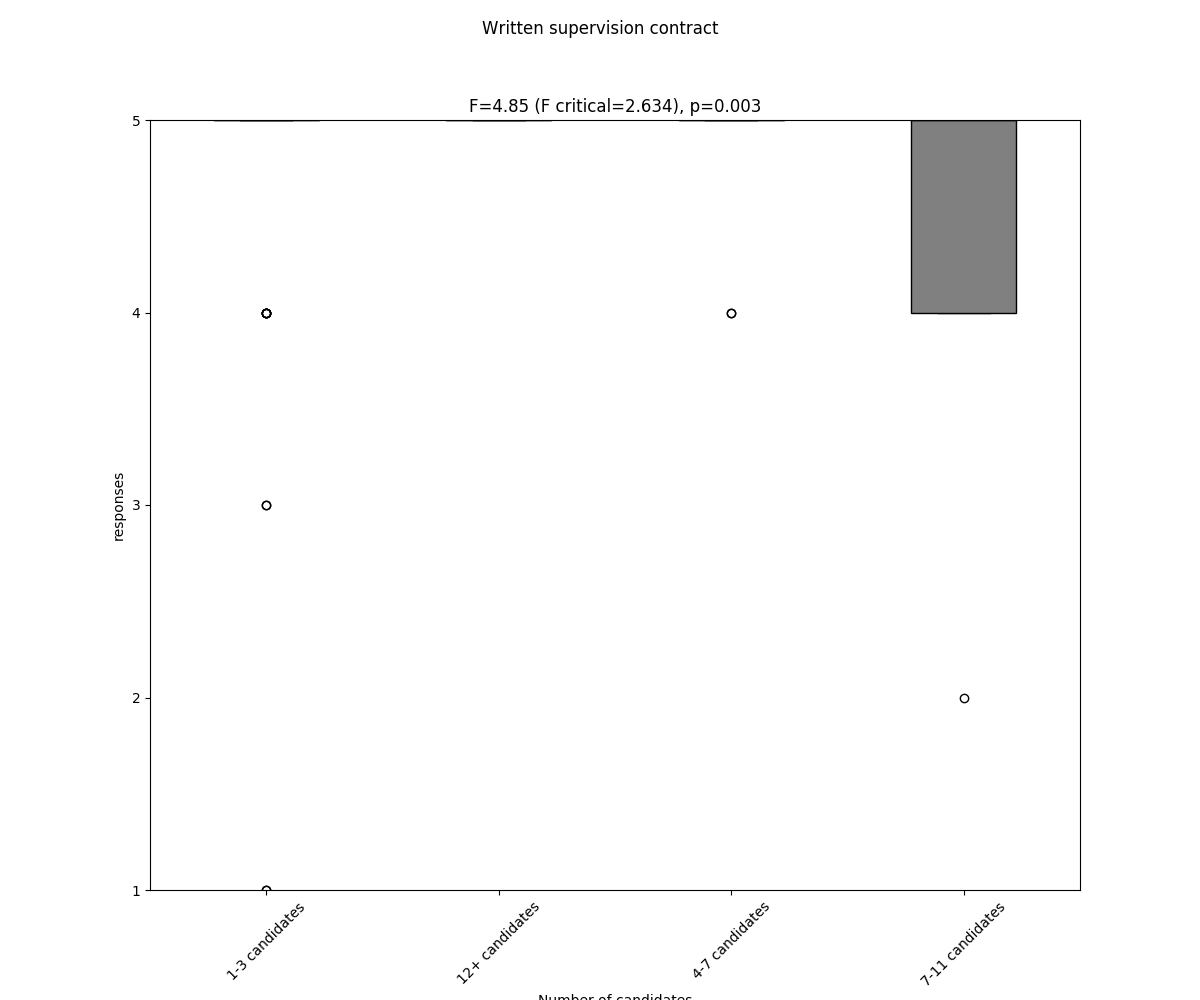 Written supervision contract
F=4.85 (F critical=2.634), p=0.003
5
4
3
2
1
responses
1-3 candidates
12+ candidates
4-7 candidates
7-11 candidates
Number of candidates